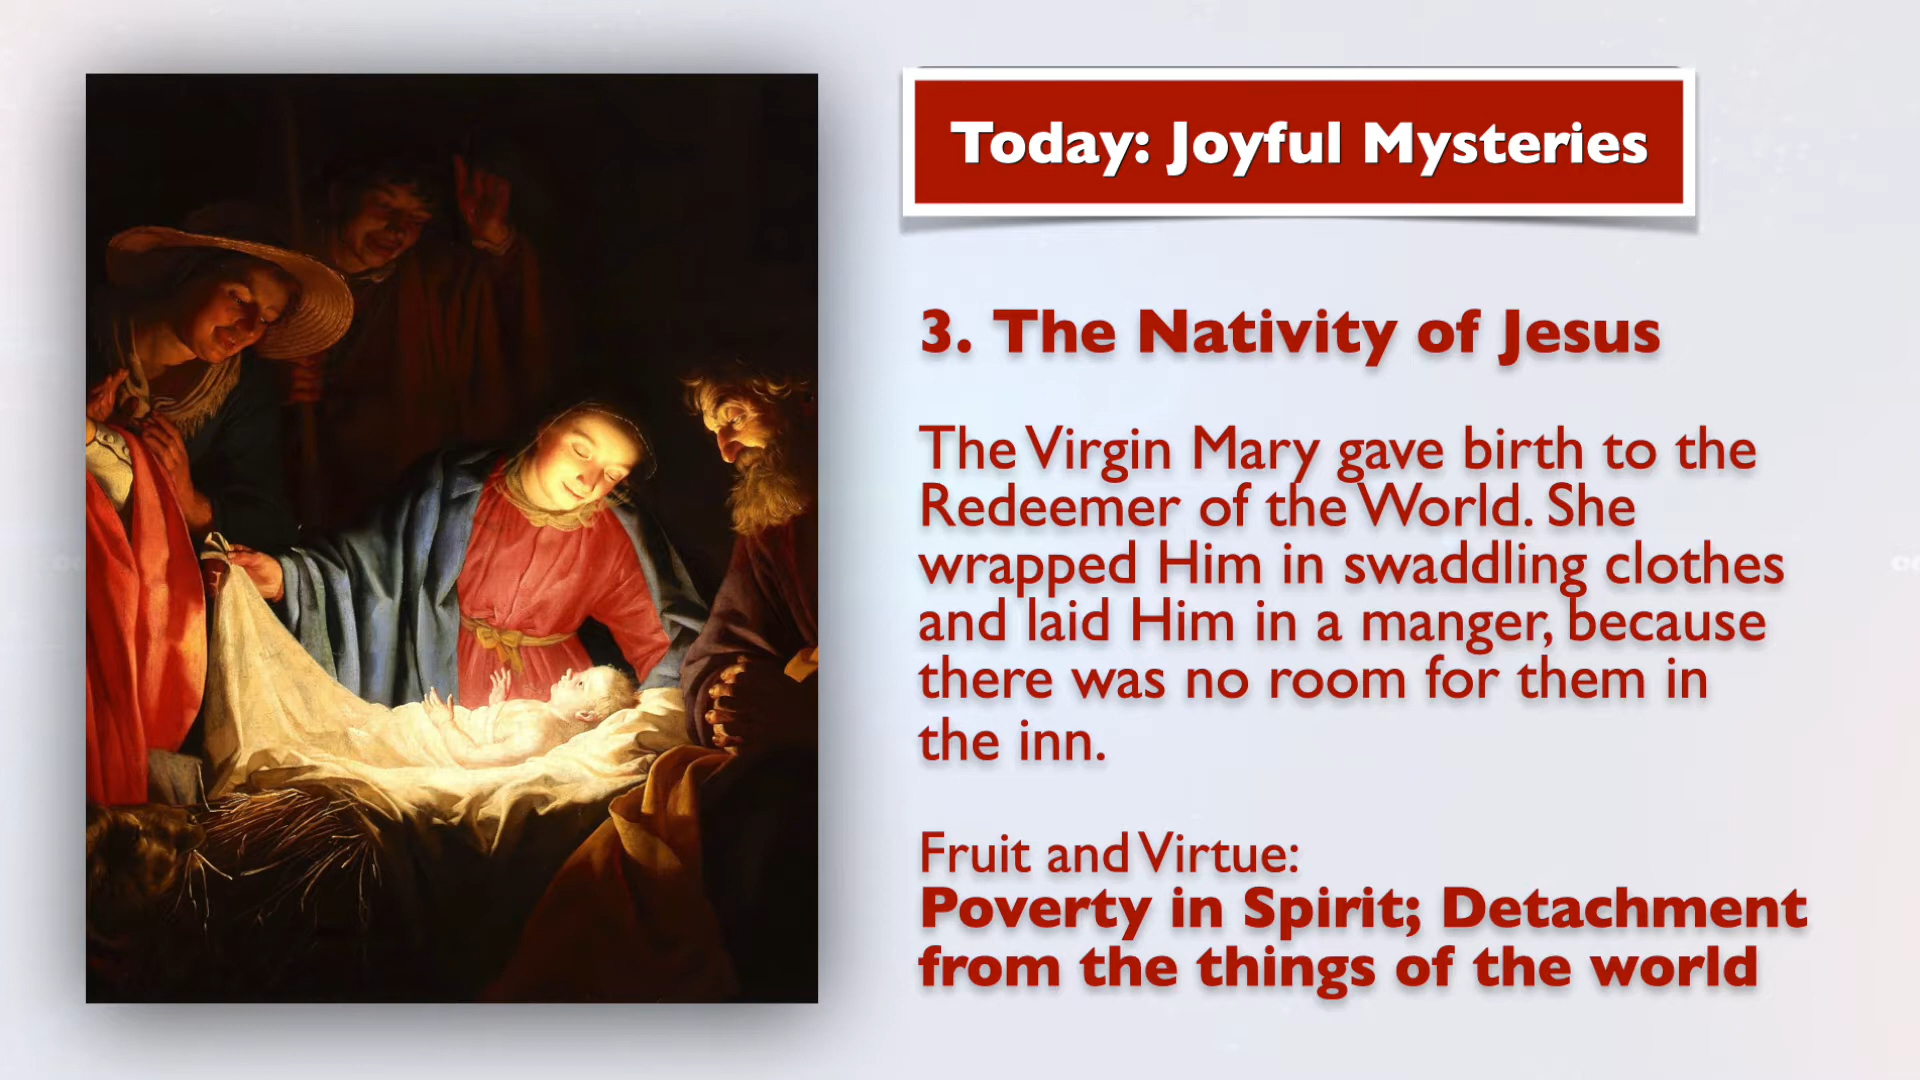 Today: Joyful Mysteries
3. The Nativity of Jesus
The Virgin Mary gave birth to the
Redeemer of the World. She
wrapped Him in swaddling clothes
and laid Him in a manger, because
there was no room for them in
the inn.
Fruit and Virtue:
Poverty in Spirit; Detachment
from the things of the world